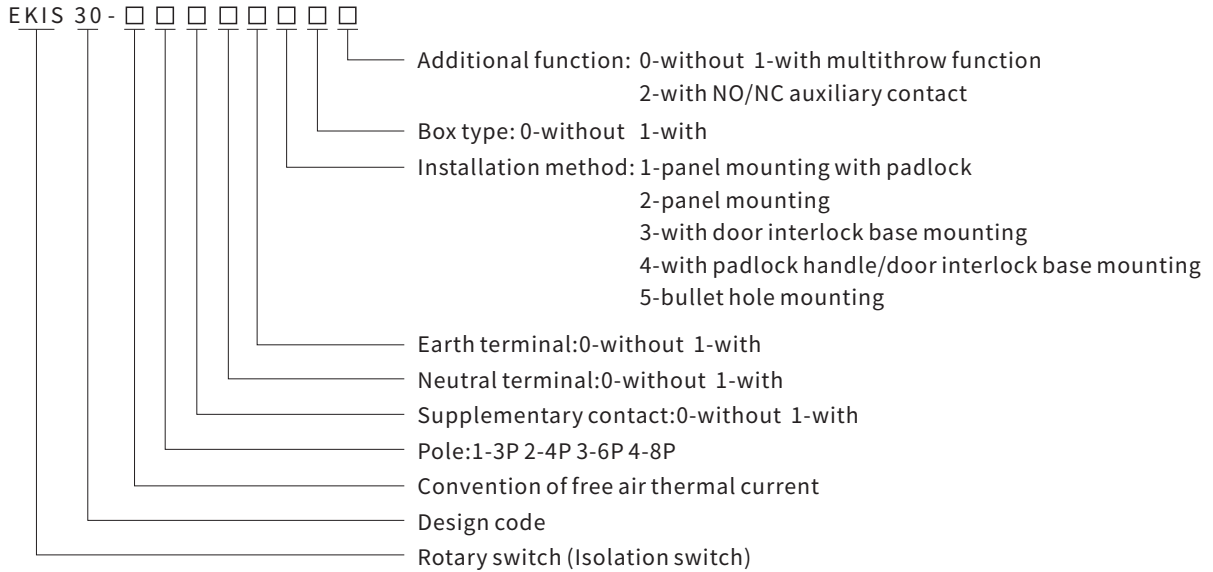 EKIS 30 - □ □ □ □ □ □ □ □
Additional function: 0-without 1-with multithrow function
2-with NO/NC auxiliary contact
Box type: 0-without 1-with
Installation method: 1-panel mounting with padlock
2-panel mounting
3-with door interlock base mounting
4-with padlock handle/door interlock base mounting
5-bullet hole mounting
Earth terminal:0-without 1-with
Neutral terminal:0-without 1-with
Supplementary contact:0-without 1-with
Pole:1-3P 2-4P 3-6P 4-8P
Convention of free air thermal current
Design code
Rotary switch (Isolation switch)